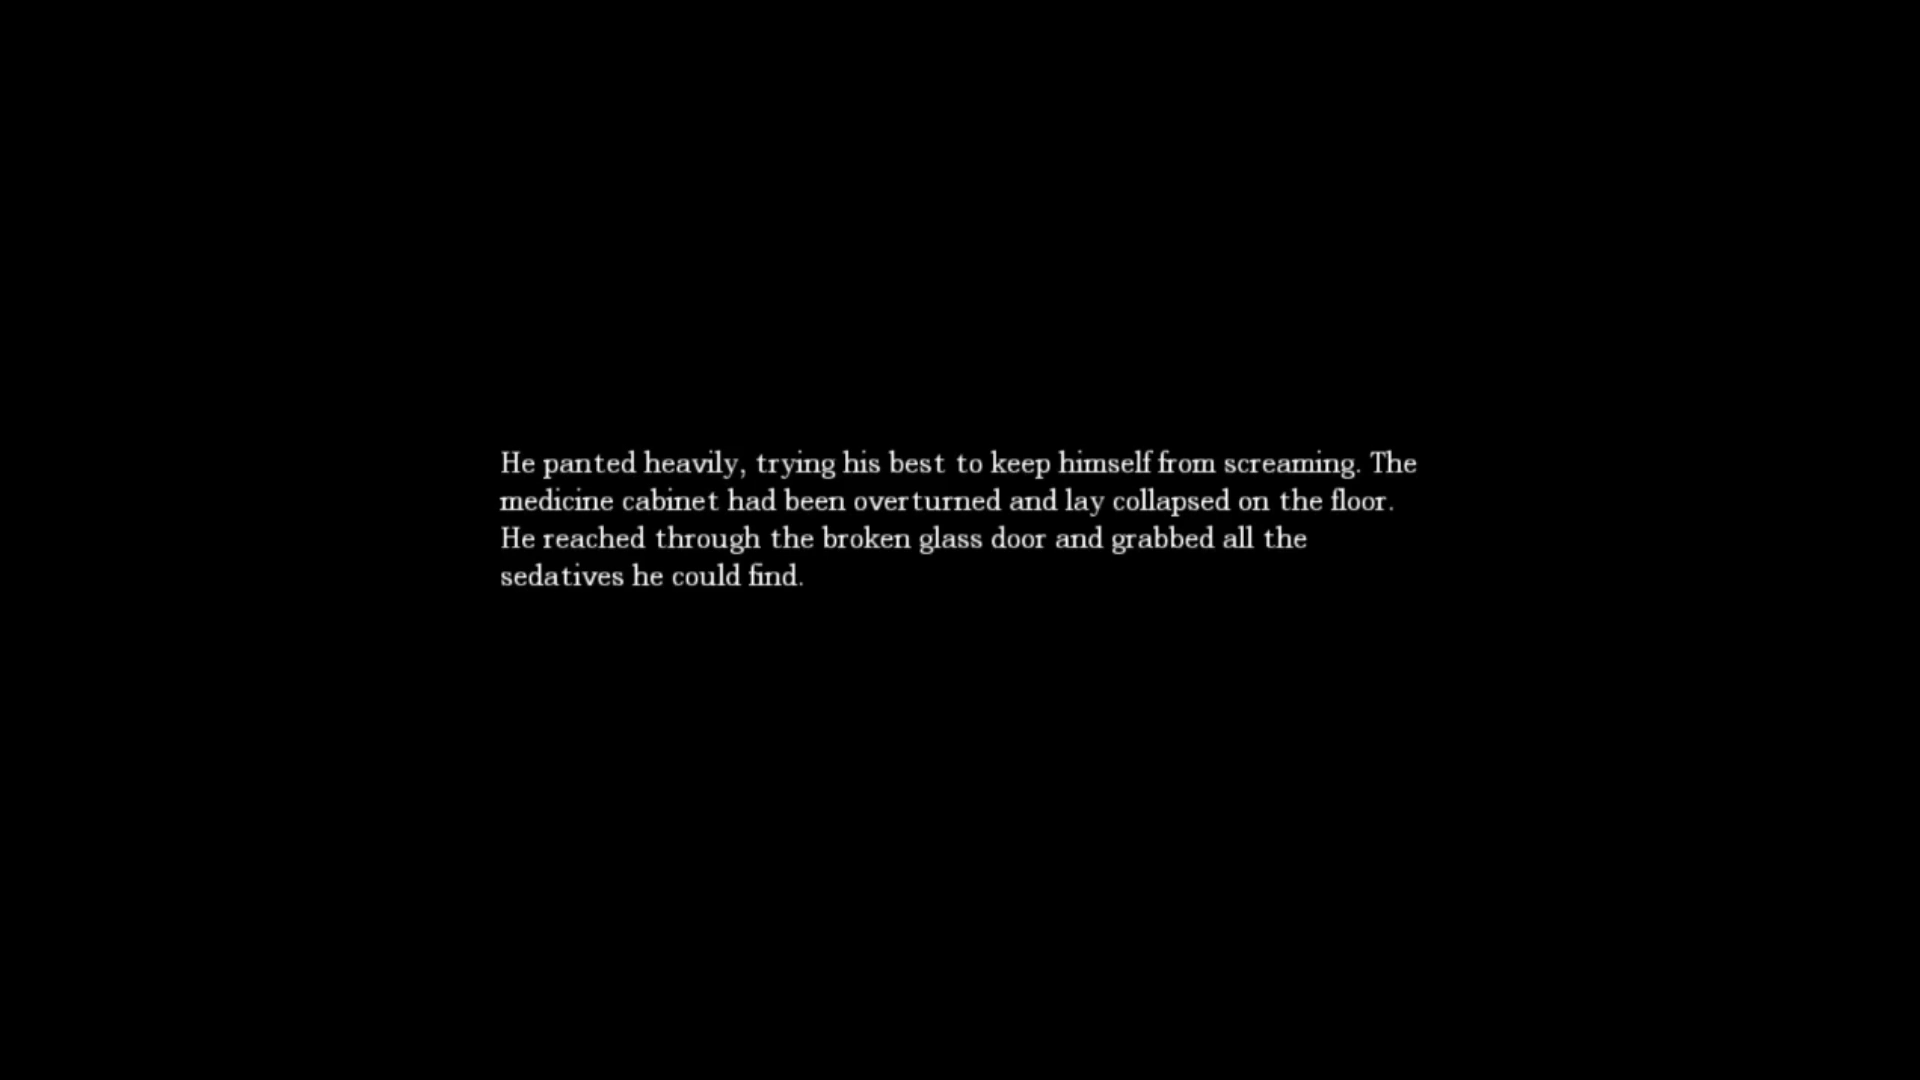 He panted heavily, trying his best to keep himself from screaming. The
medicine cabinet had been overturned and lay collapsed on the floor.
He reached through the broken glass door and grabbed all the
sedatives he could find.